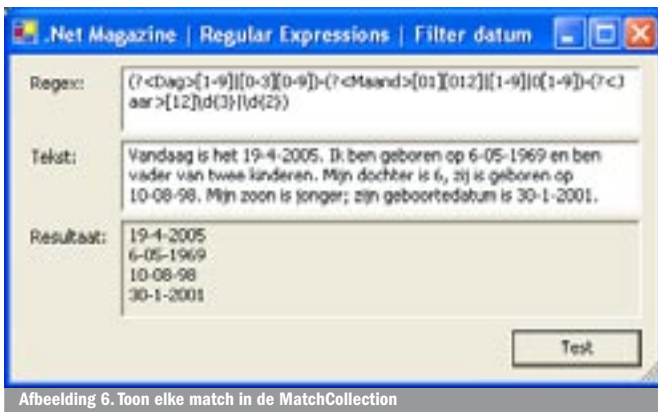 .Net Magazine | Regular Expressions | Filter datum
Regex:
(?<Dag>[1-9]|[0-3][0-9])-(?<Maand>[01][012]|[1-9]|0[1-9])-(?<J
aar>[12]\d{3}|\d{2})
Tekst:
Vandaag is het 19-4-2005. Ik ben geboren op 6-05-1969 en ben
vader van twee kinderen. Mijn dochter is 6, zij is geboren op
10-08-98. Mijn zoon is jonger; zijn geboortedatum is 30-1-2001.
Resultaat:
19-4-2005
6-05-1969
10-08-98
30-1-2001
Test
Afbeelding 6. Toon elke match in de MatchCollection